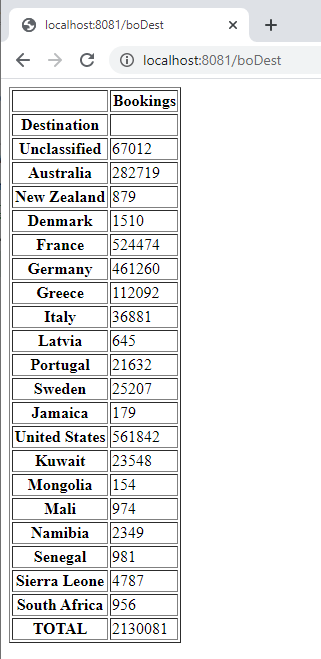 localhost:8081/boDest
localhost:8081/boDest
Bookings
Destination
Unclassified 67012
Australia 282719
New Zealand 879
Denmark 1510
France 524474
Germany 461260
Greece 112092
Italy 36881
Latvia 645
Portugal 21632
Sweden 25207
Jamaica 179
United States 561842
Kuwait 23548
Mongolia 154
Mali 974
Namibia 2349
Senegal 981
Sierra Leone 4787
South Africa 956
TOTAL 2130081